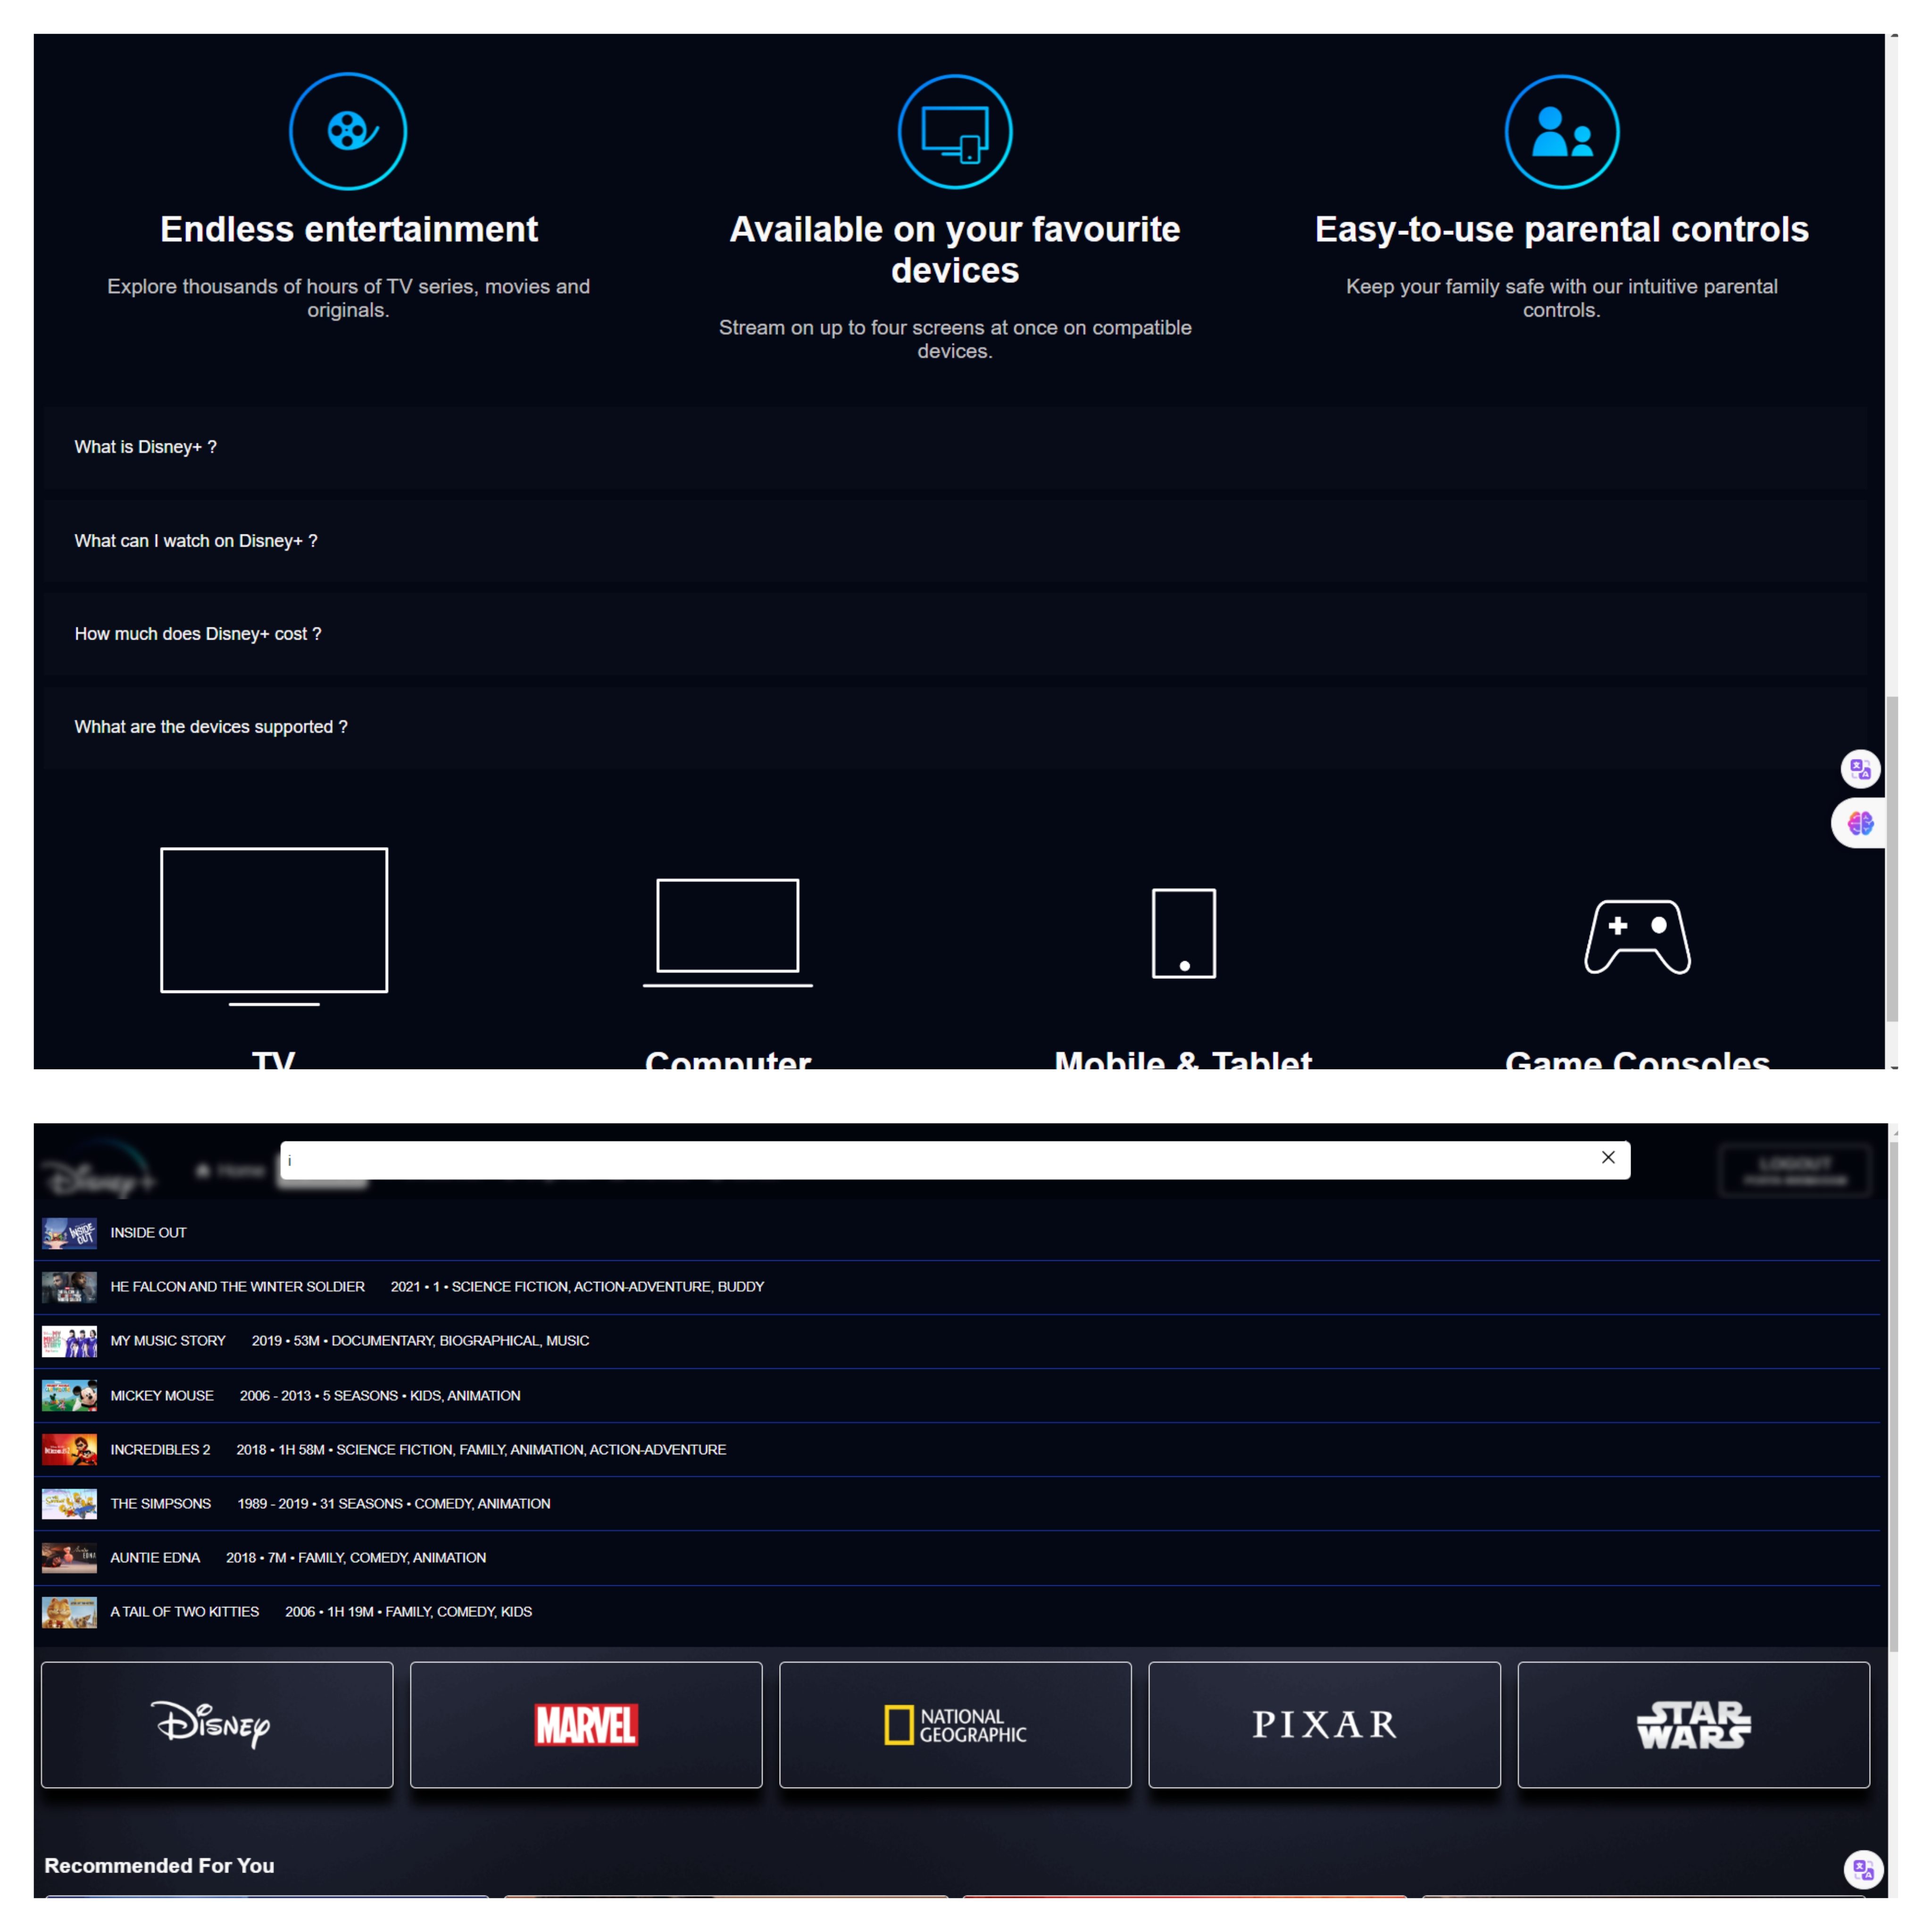 Endless entertainment
Explore thousands of hours of TV series, movies and
originals.
Available on your favourite
devices
Stream on up to four screens at once on compatible
devices.
Easy-to-use parental controls
Keep your family safe with our intuitive parental
controls.
What is Disney+ ?
What can I watch on Disney+ ?
How much does Disney+ cost ?
Whhat are the devices supported ?
TV
Computer
Mobile & Tablet
Game Consoles
Disney+
Home
i
LOGOUT
INSIDE OUT
HE FALCON AND THE WINTER SOLDIER 2021 • 1 • SCIENCE FICTION, ACTION-ADVENTURE, BUDDY
MY MUSIC STORY 2019 • 53M • DOCUMENTARY, BIOGRAPHICAL, MUSIC
MICKEY MOUSE 2006 - 2013 • 5 SEASONS • KIDS, ANIMATION
INCREDIBLES 2 2018 • 1H 58M • SCIENCE FICTION, FAMILY, ANIMATION, ACTION-ADVENTURE
THE SIMPSONS 1989 - 2019 • 31 SEASONS • COMEDY, ANIMATION
AUNTIE EDNA 2018 • 7M • FAMILY, COMEDY, ANIMATION
A TAIL OF TWO KITTIES 2006 • 1H 19M • FAMILY, COMEDY, KIDS
Disney
MARVEL
NATIONAL
GEOGRAPHIC
PIXAR
STAR
WARS
Recommended For You